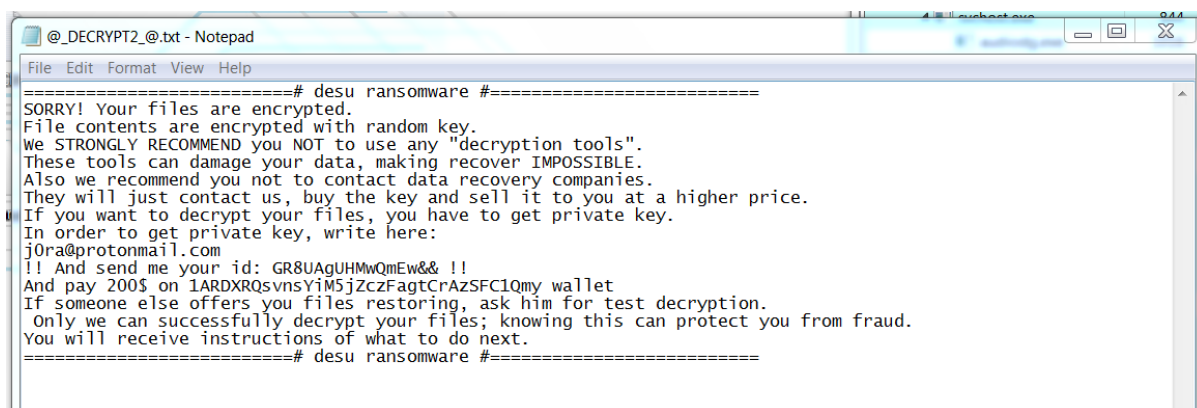 svchost.exe 844
@_DECRYPT2_@.txt - Notepad
File Edit Format View Help
==========================# desu ransomware #==========================
SORRY! Your files are encrypted.
File contents are encrypted with random key.
We STRONGLY RECOMMEND you NOT to use any "decryption tools".
These tools can damage your data, making recover IMPOSSIBLE.
Also we recommend you not to contact data recovery companies.
They will just contact us, buy the key and sell it to you at a higher price.
If you want to decrypt your files, you have to get private key.
In order to get private key, write here:
j0ra@protonmail.com
!! And send me your id: GR8UAgUHMwQmEw&& !!
And pay 200$ on 1ARDXRQsvnsYiM5jZczFagtCrAzSFC1Qmy wallet
If someone else offers you files restoring, ask him for test decryption.
Only we can successfully decrypt your files; knowing this can protect you from fraud.
You will receive instructions of what to do next.
==========================# desu ransomware #==========================